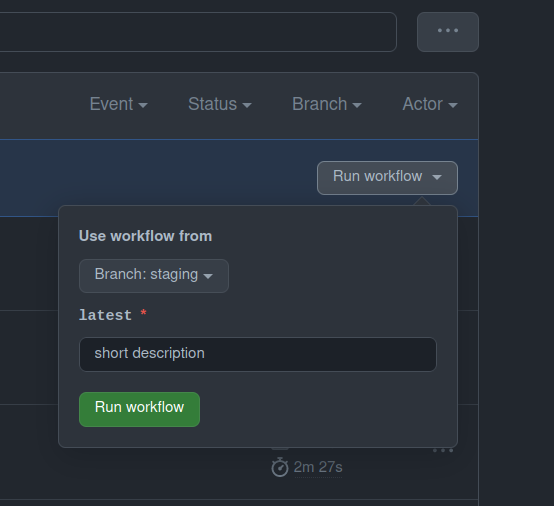 Event Status Branch Actor
Run workflow
Use workflow from
Branch: staging
latest *
short description
Run workflow
2m 27s